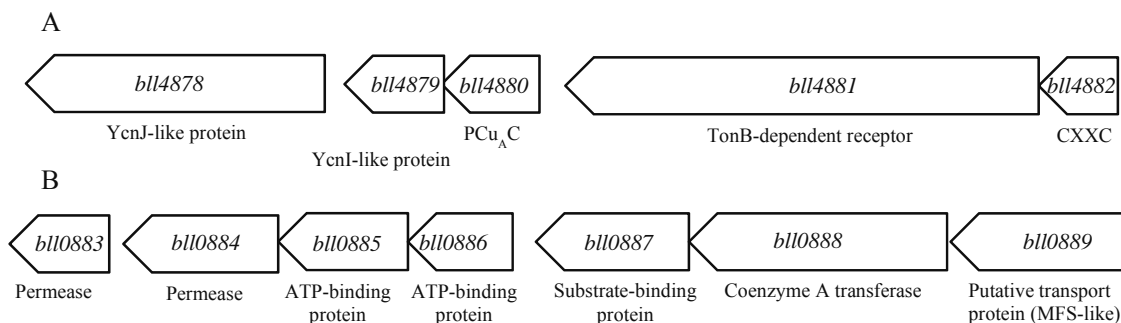 A
bll4878 bll4879 bll4880 bll4881 bll4882
YcnJ-like protein PCu_AC TonB-dependent receptor CXXC
YcnI-like protein
B
bll0883 bll0884 bll0885 bll0886 bll0887 bll0888 bll0889
Permease Permease ATP-binding ATP-binding Substrate-binding Coenzyme A transferase Putative transport
protein protein protein protein (MFS-like)